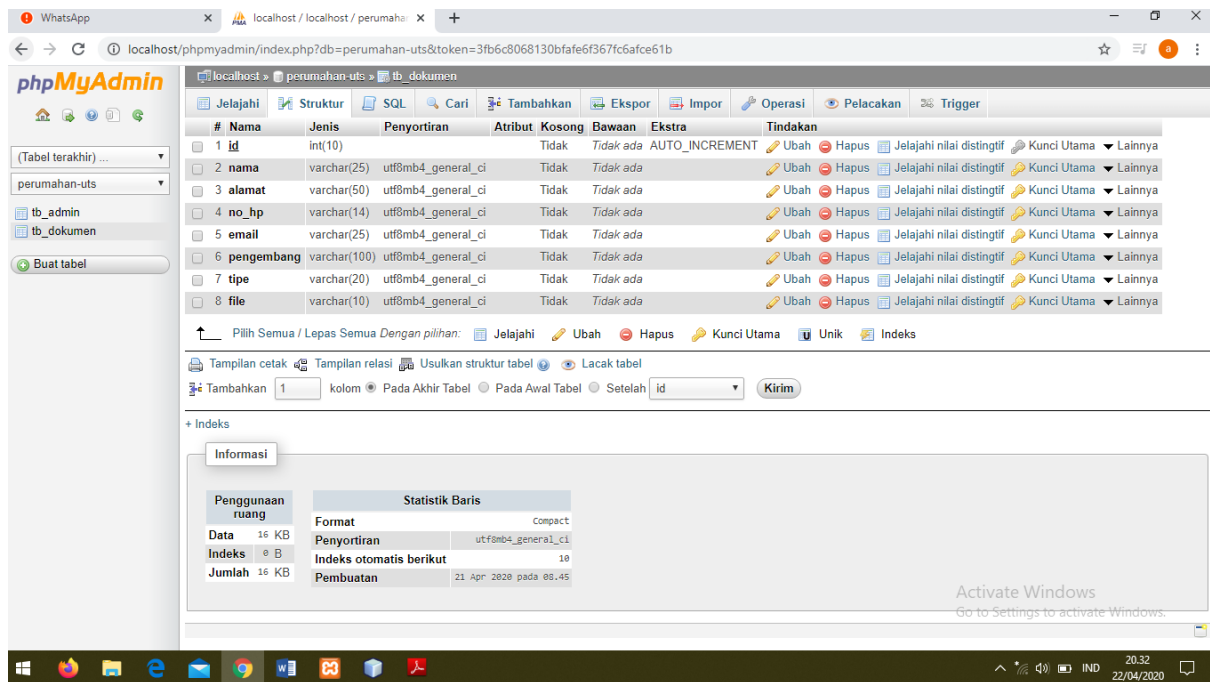 WhatsApp
localhost / localhost / perumaha
localhost/phpmyadmin/index.php?db=perumahan-uts&token=3fb6c8068130bfafe6f367fc6afce61b
a
phpMyAdmin
(Tabel terakhir) ...
perumahan-uts
tb_admin
tb_dokumen
Buat tabel
localhost » perumahan-uts » tb_dokumen
Jelajahi Struktur SQL Cari Tambahkan Ekspor Impor Operasi Pelacakan Trigger
# Nama Jenis Penyortiran Atribut Kosong Bawaan Ekstra Tindakan
1 id int(10) Tidak Tidak ada AUTO_INCREMENT Ubah Hapus Jelajahi nilai distingtif Kunci Utama Lainnya
2 nama varchar(25) utf8mb4_general_ci Tidak Tidak ada Ubah Hapus Jelajahi nilai distingtif Kunci Utama Lainnya
3 alamat varchar(50) utf8mb4_general_ci Tidak Tidak ada Ubah Hapus Jelajahi nilai distingtif Kunci Utama Lainnya
4 no_hp varchar(14) utf8mb4_general_ci Tidak Tidak ada Ubah Hapus Jelajahi nilai distingtif Kunci Utama Lainnya
5 email varchar(25) utf8mb4_general_ci Tidak Tidak ada Ubah Hapus Jelajahi nilai distingtif Kunci Utama Lainnya
6 pengembang varchar(100) utf8mb4_general_ci Tidak Tidak ada Ubah Hapus Jelajahi nilai distingtif Kunci Utama Lainnya
7 tipe varchar(20) utf8mb4_general_ci Tidak Tidak ada Ubah Hapus Jelajahi nilai distingtif Kunci Utama Lainnya
8 file varchar(10) utf8mb4_general_ci Tidak Tidak ada Ubah Hapus Jelajahi nilai distingtif Kunci Utama Lainnya
Pilih Semua / Lepas Semua Dengan pilihan: Jelajahi Ubah Hapus Kunci Utama Unik Indeks
Tampilan cetak Tampilan relasi Usulkan struktur tabel Lacak tabel
Tambahkan 1 kolom Pada Akhir Tabel Pada Awal Tabel Setelah id Kirim
+ Indeks
Informasi
Penggunaan ruang
Data 16 KB
Indeks 0 B
Jumlah 16 KB
Statistik Baris
Format Compact
Penyortiran utf8mb4_general_ci
Indeks otomatis berikut 10
Pembuatan 21 Apr 2020 pada 08.45
Activate Windows
Go to Settings to activate Windows.
IND
20.32
22/04/2020